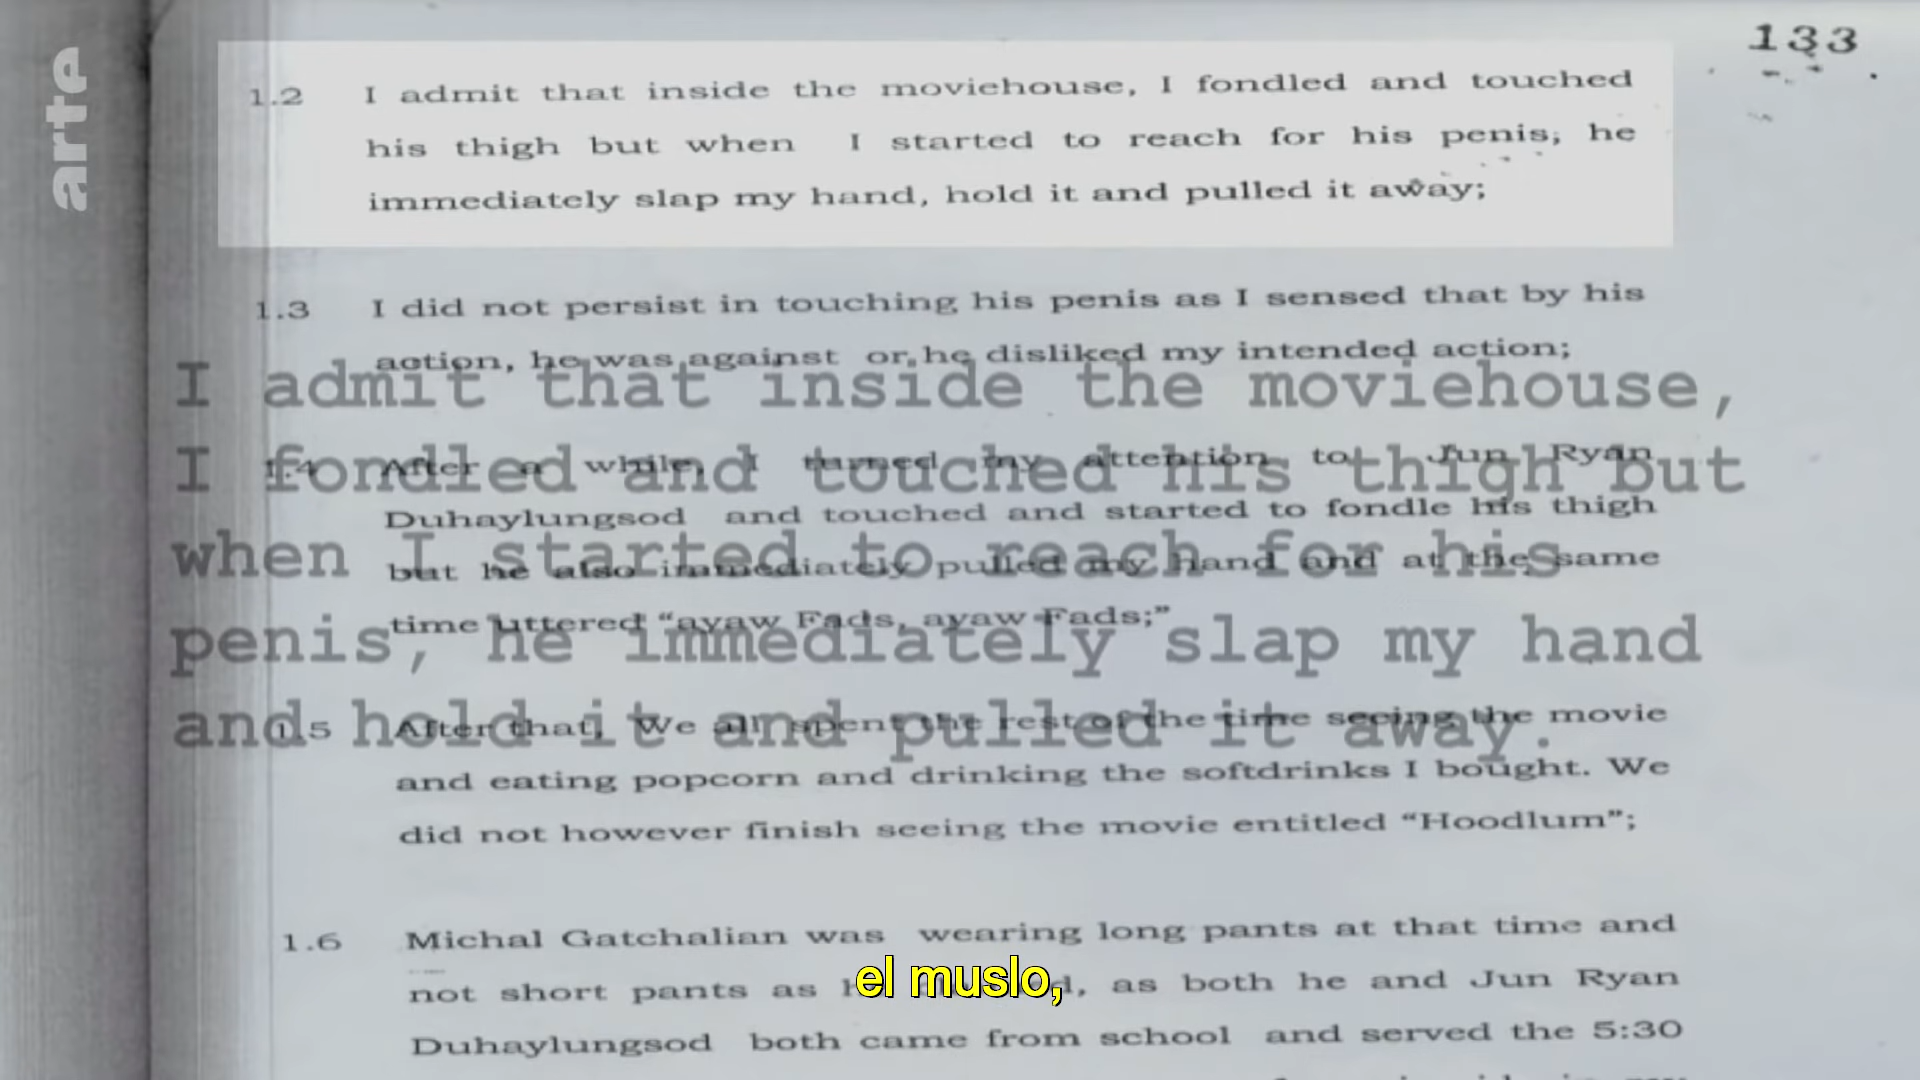 arte
133
1.2 I admit that inside the moviehouse, I fondled and touched
his thigh but when I started to reach for his penis, he
immediately slap my hand, hold it and pulled it away;
1.3 I did not persist in touching his penis as I sensed that by his
action, he was against or he disliked my intended action;
I admit that inside the moviehouse,
I fondled and touched his thigh but
when I started to reach for his
penis, he immediately slap my hand
and hold it and pulled it away.
1.4 After a while, I turned my attention to Jun Ryan
Duhaylungsod and touched and started to fondle his thigh
but he also immediately pulled my hand and at the same
time uttered “ayaw Fads, ayaw Fads;”
1.5 After that, We all spent the rest of the time seeing the movie
and eating popcorn and drinking the softdrinks I bought. We
did not however finish seeing the movie entitled “Hoodlum”;
1.6 Michal Gatchalian was wearing long pants at that time and
not short pants as as both he and Jun Ryan
el muslo,
Duhaylungsod both came from school and served the 5:30